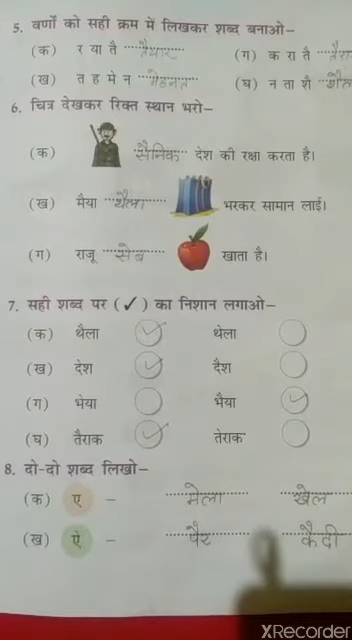 5. वर्णों को सही क्रम में लिखकर शब्द बनाओ–
(क) र या तै तैयार (ग) क रा तै
(ख) त ह मे न मेहनत (घ) न ता शै
6. चित्र देखकर रिक्त स्थान भरो–
(क) सैनिक देश की रक्षा करता है।
(ख) मैया थैला भरकर सामान लाई।
(ग) राजू सेब खाता है।
7. सही शब्द पर (✓) का निशान लगाओ–
(क) थैला ✓ थेला
(ख) देश ✓ दैश
(ग) भेया भैया ✓
(घ) तैराक ✓ तेराक
8. दो-दो शब्द लिखो–
(क) ए – मेला खेल
(ख) ऐ – पैर कैदी
XRecorder